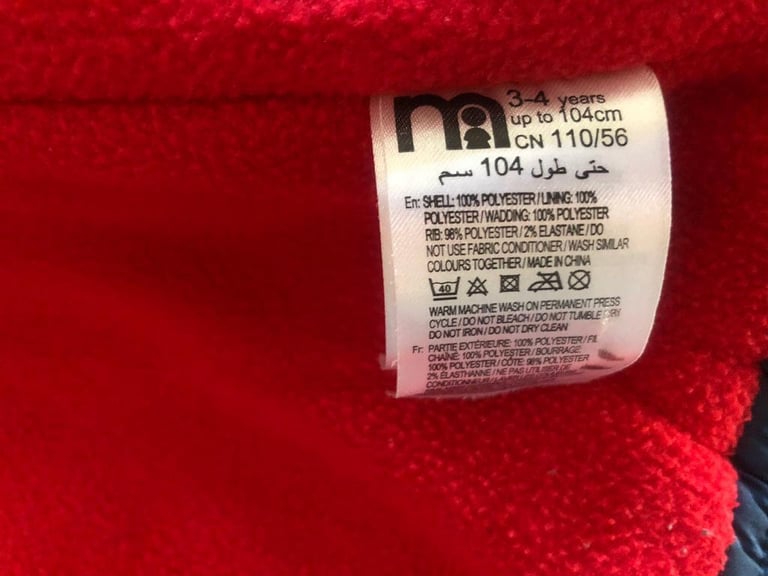 m
3-4 years
up to 104cm
CN 110/56
حتى طول 104 سم
En: SHELL: 100% POLYESTER / LINING: 100%
POLYESTER / WADDING: 100% POLYESTER
RIB: 98% POLYESTER / 2% ELASTANE / DO
NOT USE FABRIC CONDITIONER / WASH SIMILAR
COLOURS TOGETHER / MADE IN CHINA
40
WARM MACHINE WASH ON PERMANENT PRESS
CYCLE / DO NOT BLEACH / DO NOT TUMBLE DRY
DO NOT IRON / DO NOT DRY CLEAN
Fr: PARTIE EXTÉRIEURE: 100% POLYESTER / FIL
CHAÎNE: 100% POLYESTER / BOURRAGE:
100% POLYESTER / CÔTE: 98% POLYESTER
2% ÉLASTHANNE / NE PAS UTILISER DE